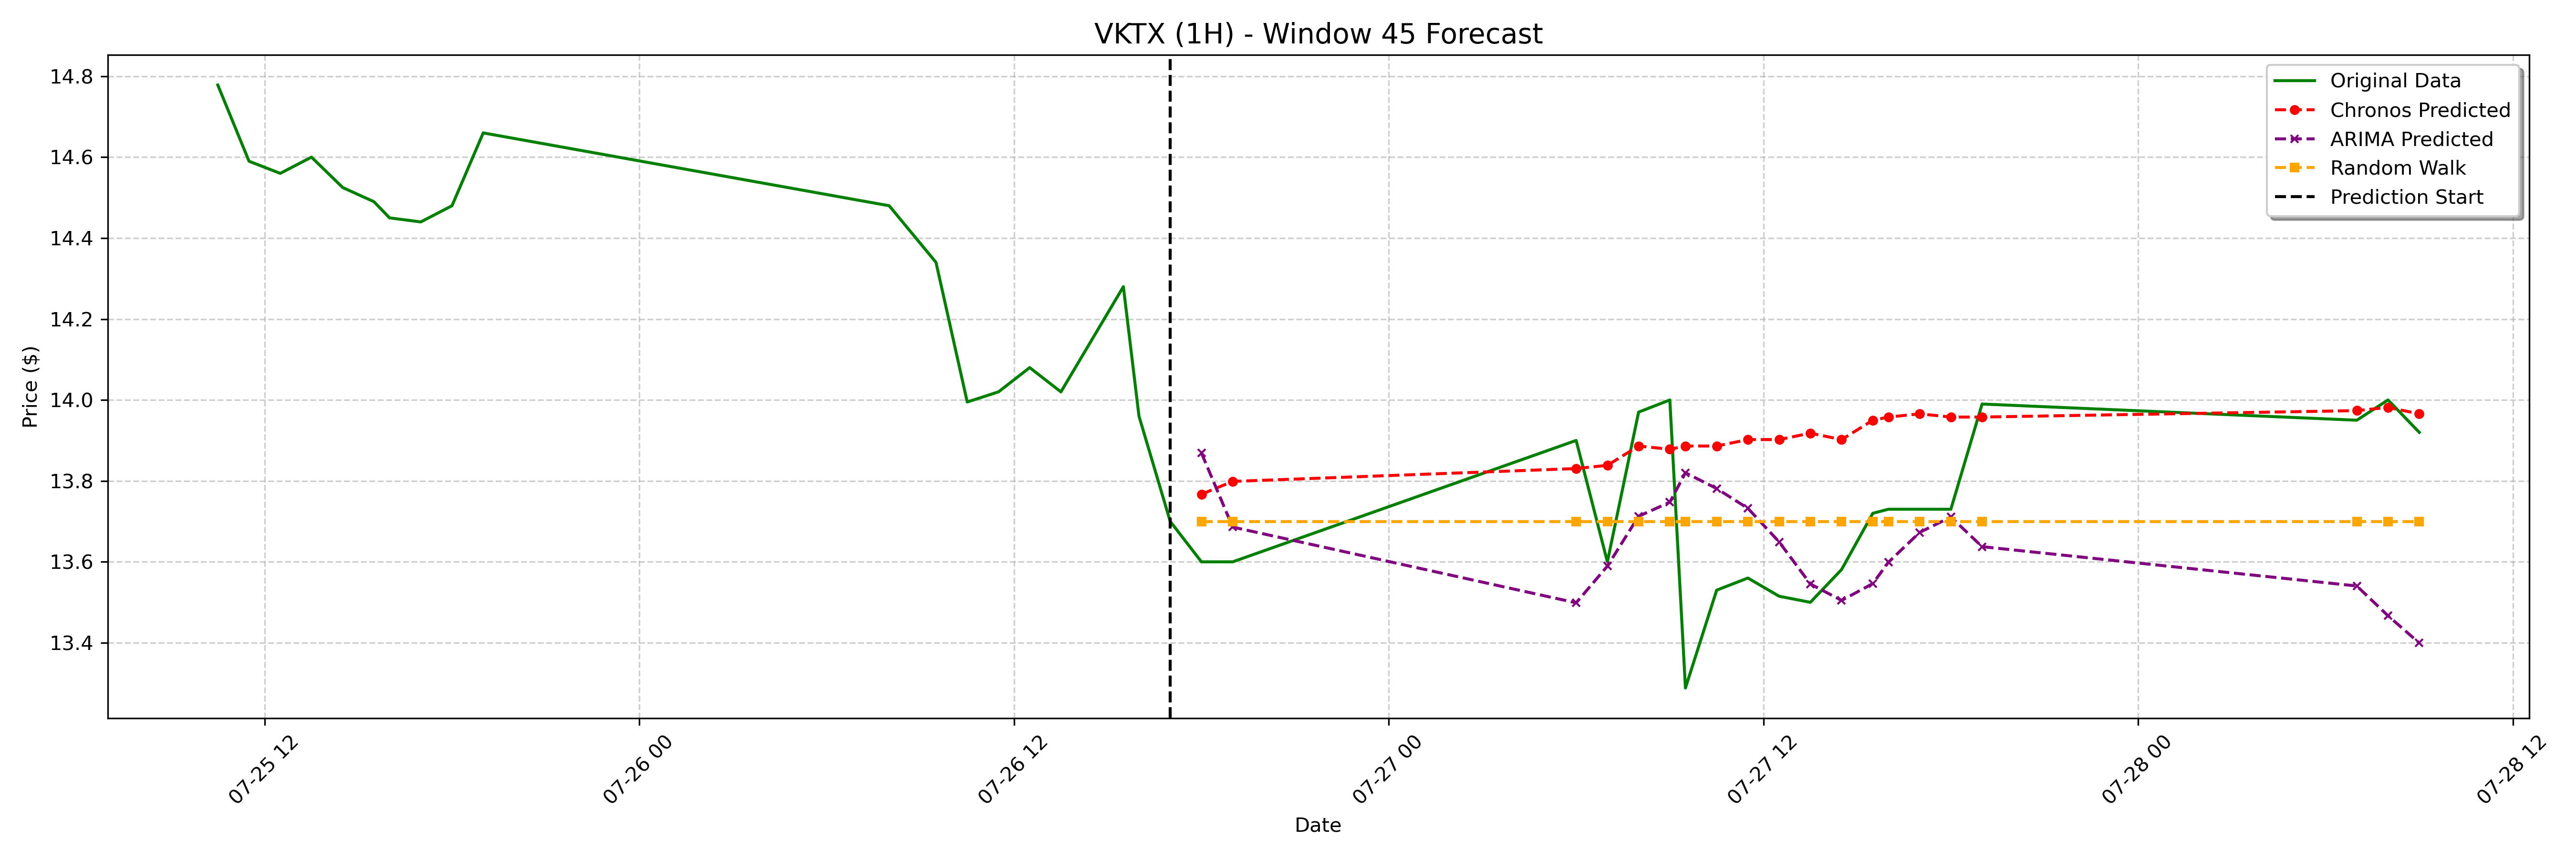 VKTX (1H) - Window 45 Forecast
Original Data
Chronos Predicted
ARIMA Predicted
Random Walk
Prediction Start
Price ($)
14.8
14.6
14.4
14.2
14.0
13.8
13.6
13.4
07-25 12
07-26 00
07-26 12
07-27 00
07-27 12
07-28 00
07-28 12
Date